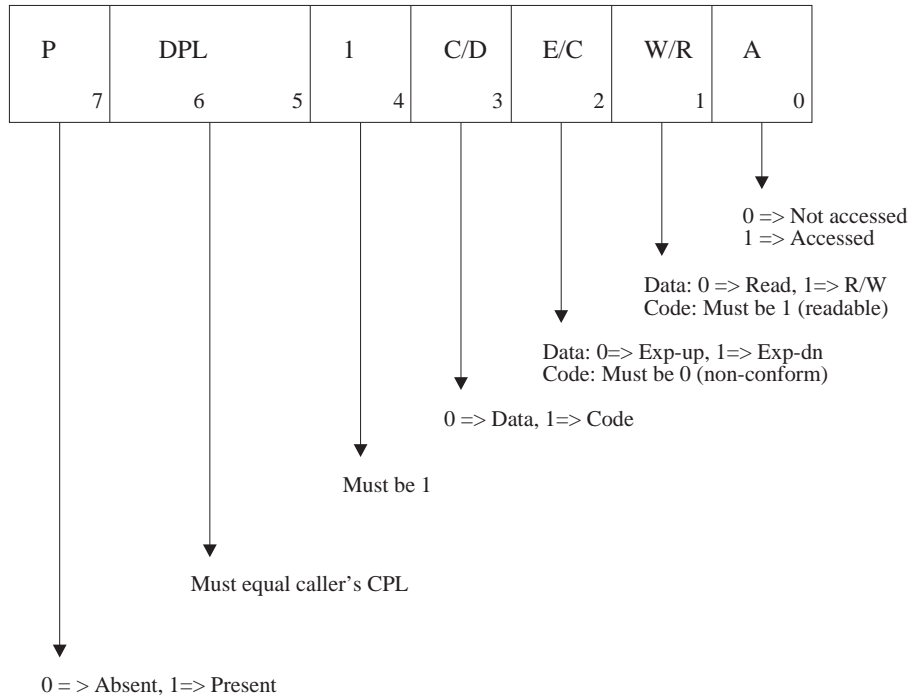 P DPL 1 C/D E/C W/R A
7 6 5 4 3 2 1 0
0 => Not accessed
1 => Accessed
Data: 0 => Read, 1=> R/W
Code: Must be 1 (readable)
Data: 0=> Exp-up, 1=> Exp-dn
Code: Must be 0 (non-conform)
0 => Data, 1=> Code
Must be 1
Must equal caller's CPL
0 = > Absent, 1=> Present